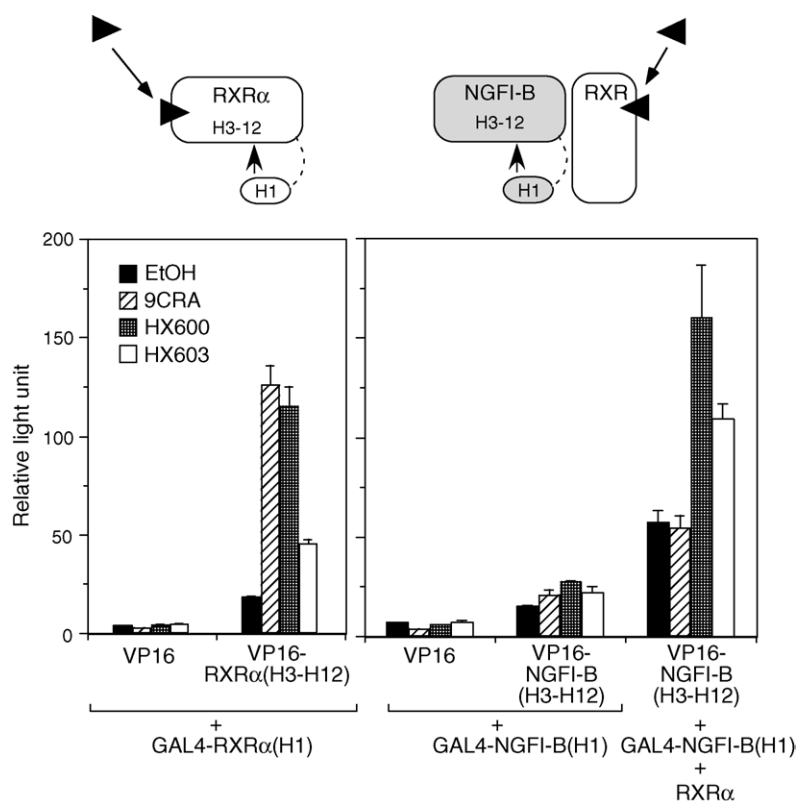 RXRα
H3-12
H1
NGFI-B
H3-12
H1
RXR
Relative light unit
200
150
100
50
0
EtOH
9CRA
HX600
HX603
VP16
VP16-
RXRα(H3-H12)
+
GAL4-RXRα(H1)
VP16
VP16-
NGFI-B
(H3-H12)
+
GAL4-NGFI-B(H1)
VP16-
NGFI-B
(H3-H12)
+
GAL4-NGFI-B(H1)
+
RXRα